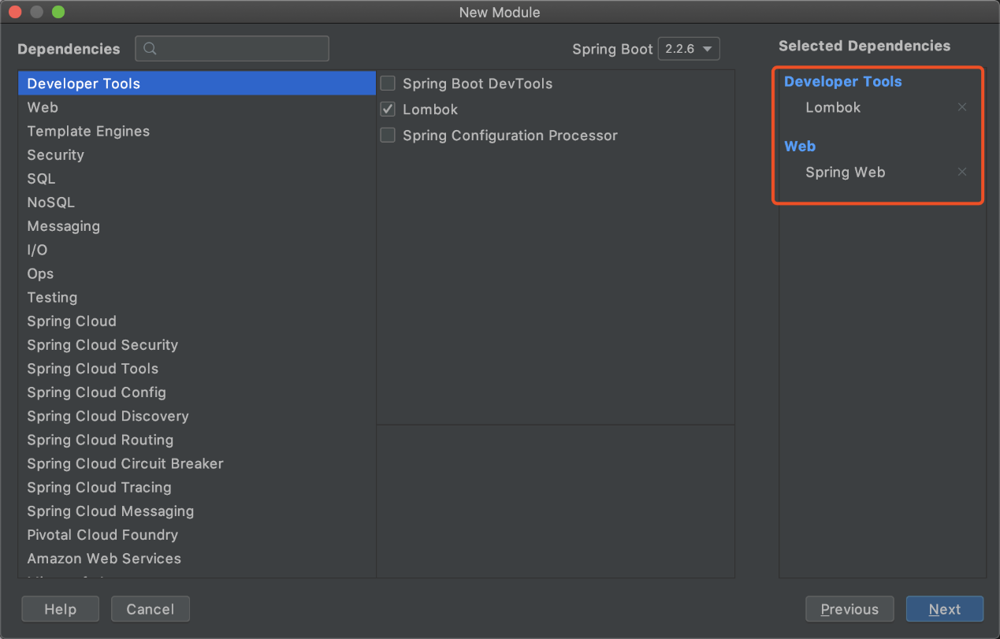 New Module
Dependencies
Spring Boot 2.2.6
Selected Dependencies
Developer Tools
Web
Template Engines
Security
SQL
NoSQL
Messaging
I/O
Ops
Testing
Spring Cloud
Spring Cloud Security
Spring Cloud Tools
Spring Cloud Config
Spring Cloud Discovery
Spring Cloud Routing
Spring Cloud Circuit Breaker
Spring Cloud Tracing
Spring Cloud Messaging
Pivotal Cloud Foundry
Amazon Web Services
Spring Boot DevTools
Lombok
Spring Configuration Processor
Developer Tools
Lombok
Web
Spring Web
Help
Cancel
Previous
Next